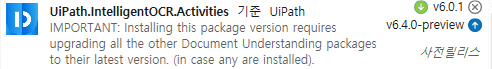 UiPath.IntelligentOCR.Activities 기준 UiPath
v6.0.1
IMPORTANT: Installing this package version requires
v6.4.0-preview
upgrading all the other Document Understanding packages
to their latest version. (in case any are installed).
사전릴리스